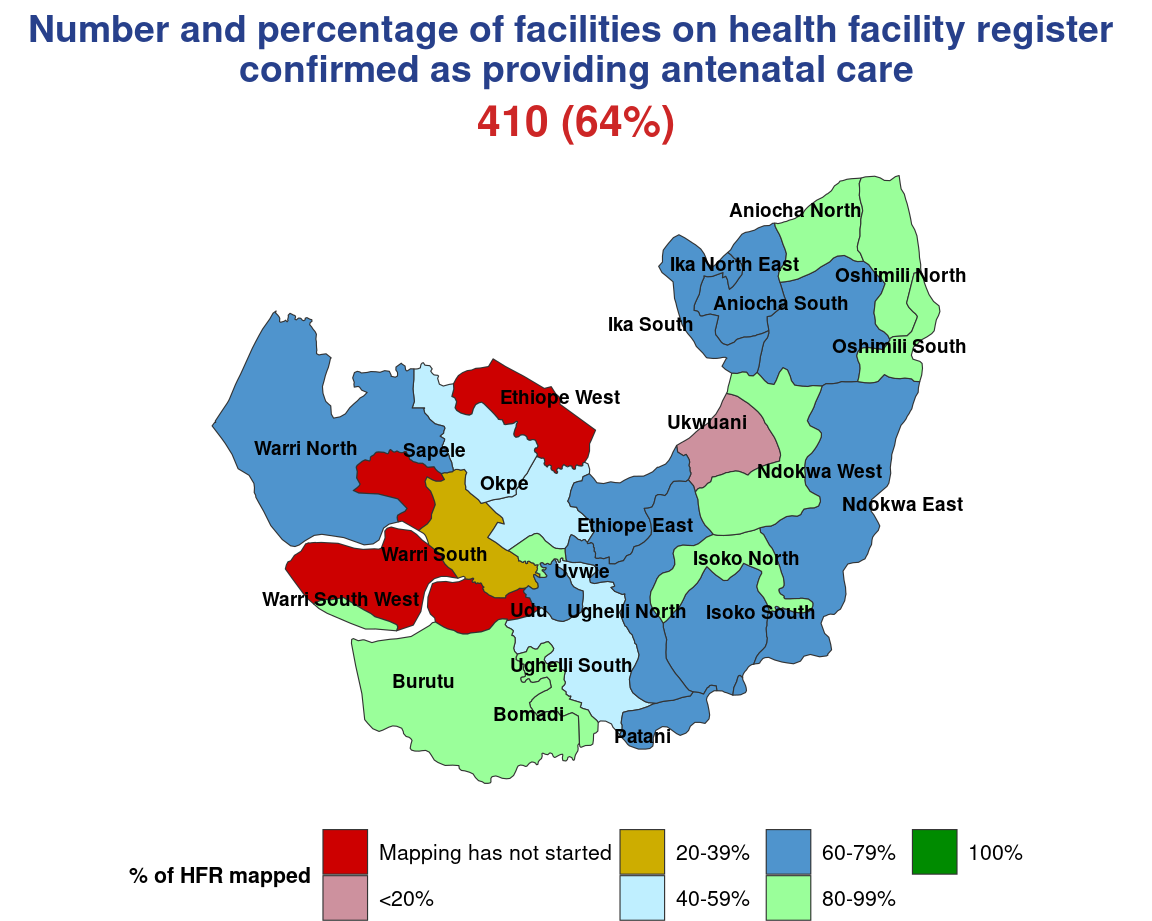 Number and percentage of facilities on health facility register
confirmed as providing antenatal care
410 (64%)
Aniocha North
Ika North East
Oshimili North
Aniocha South
Ika South
Oshimili South
Ethiope West
Ukwuani
Warri North
Sapele
Ndokwa West
Okpe
Ndokwa East
Ethiope East
Warri South
Isoko North
Uvwie
Warri South West
Udu
Ughelli North
Isoko South
Ughelli South
Burutu
Bomadi
Patani
% of HFR mapped
Mapping has not started
<20%
20-39%
40-59%
60-79%
80-99%
100%